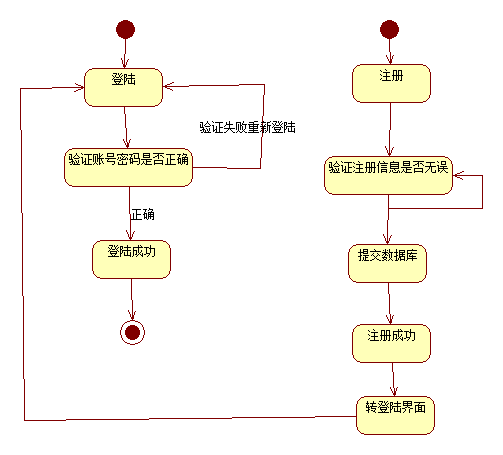 登陆
注册
验证失败重新登陆
验证账号密码是否正确
验证注册信息是否无误
正确
登陆成功
提交数据库
注册成功
转登陆界面